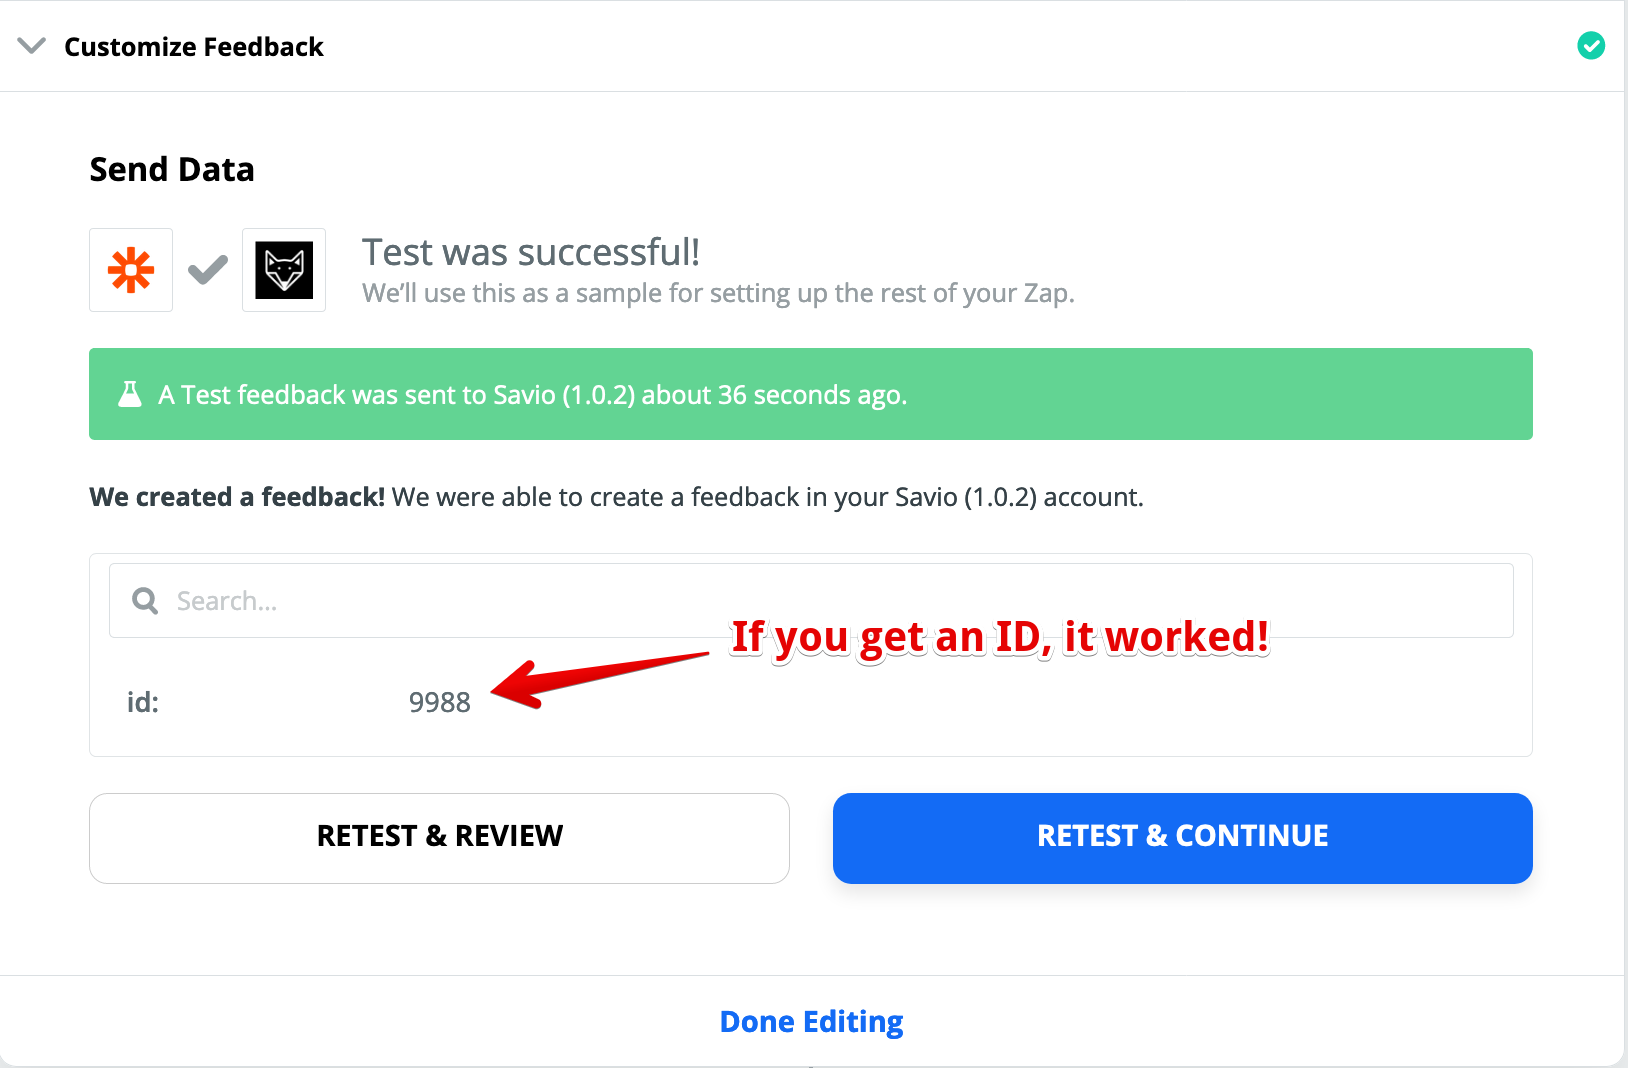 Customize Feedback
Send Data
Test was successful!
We’ll use this as a sample for setting up the rest of your Zap.
A Test feedback was sent to Savio (1.0.2) about 36 seconds ago.
We created a feedback! We were able to create a feedback in your Savio (1.0.2) account.
Search...
If you get an ID, it worked!
id: 9988
RETEST & REVIEW
RETEST & CONTINUE
Done Editing